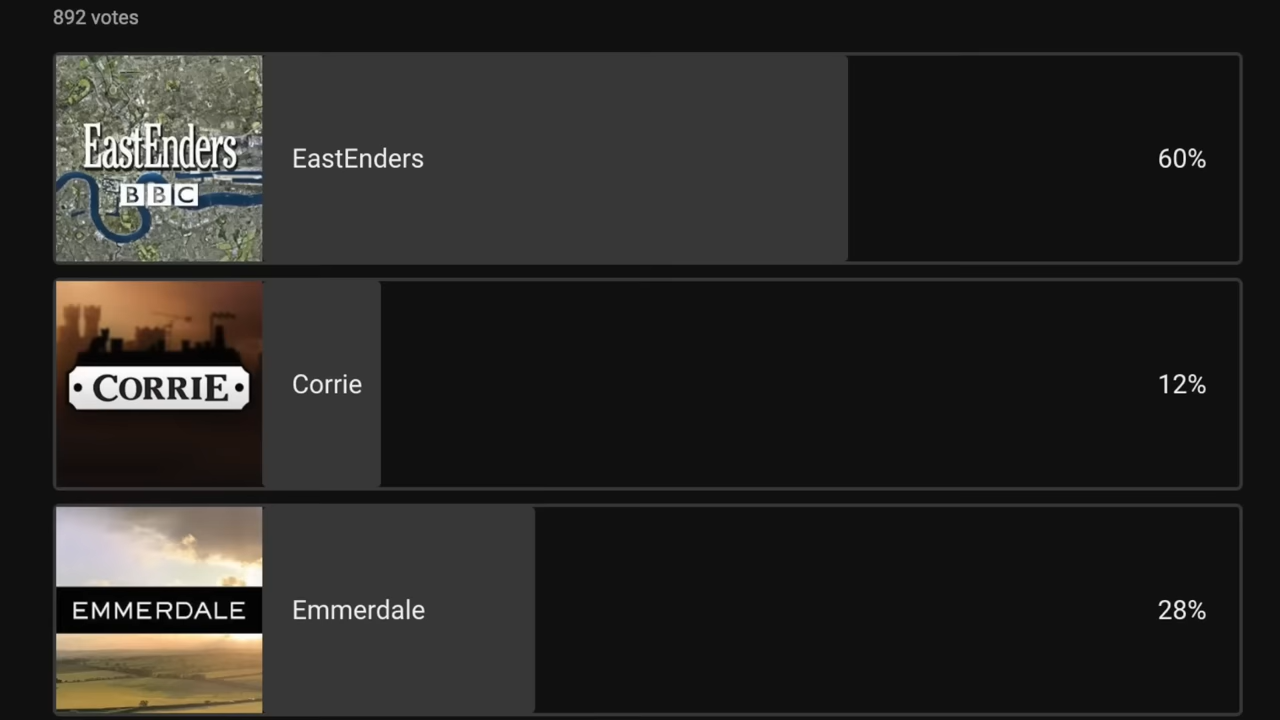 892 votes
EastEnders
BBC
EastEnders
60%
CORRIE
Corrie
12%
EMMERDALE
Emmerdale
28%